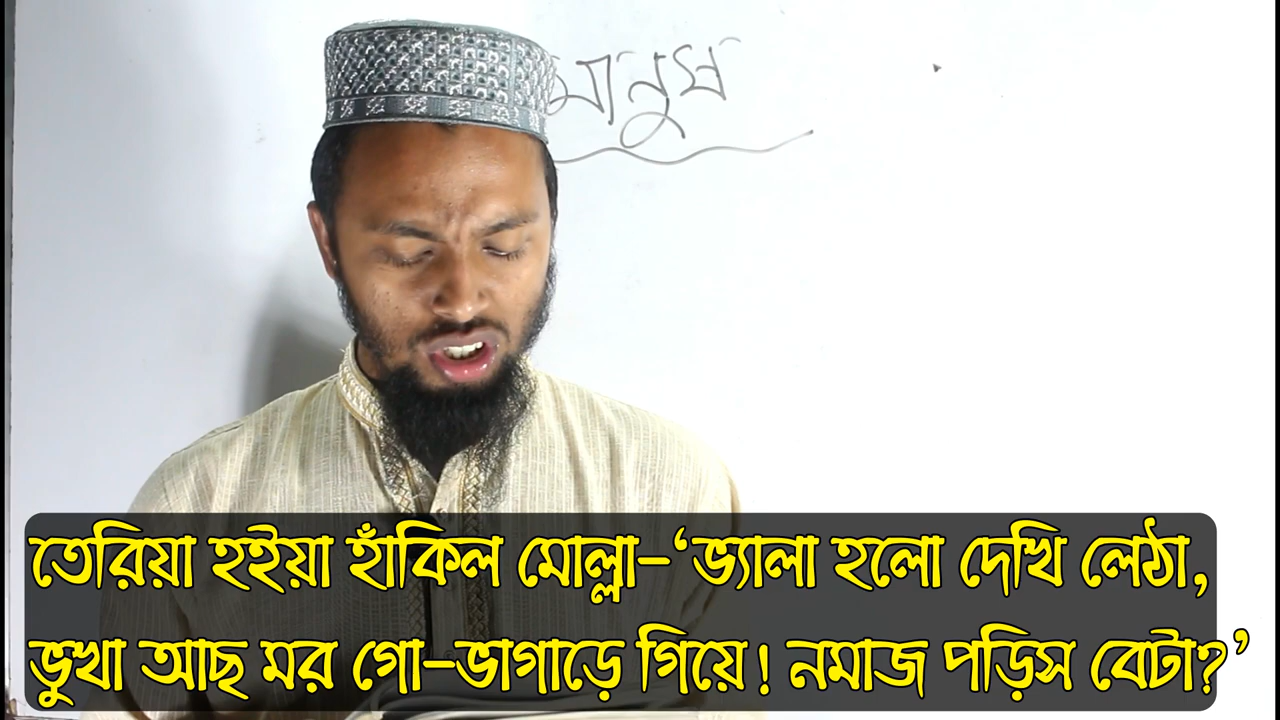 মানুষ
তেরিয়া হইয়া হাঁকিল মোল্লা-‘ভ্যালা হলো দেখি লেঠা,
ভুখা আছ মর গো-ভাগাড়ে গিয়ে! নমাজ পড়িস বেটা?’